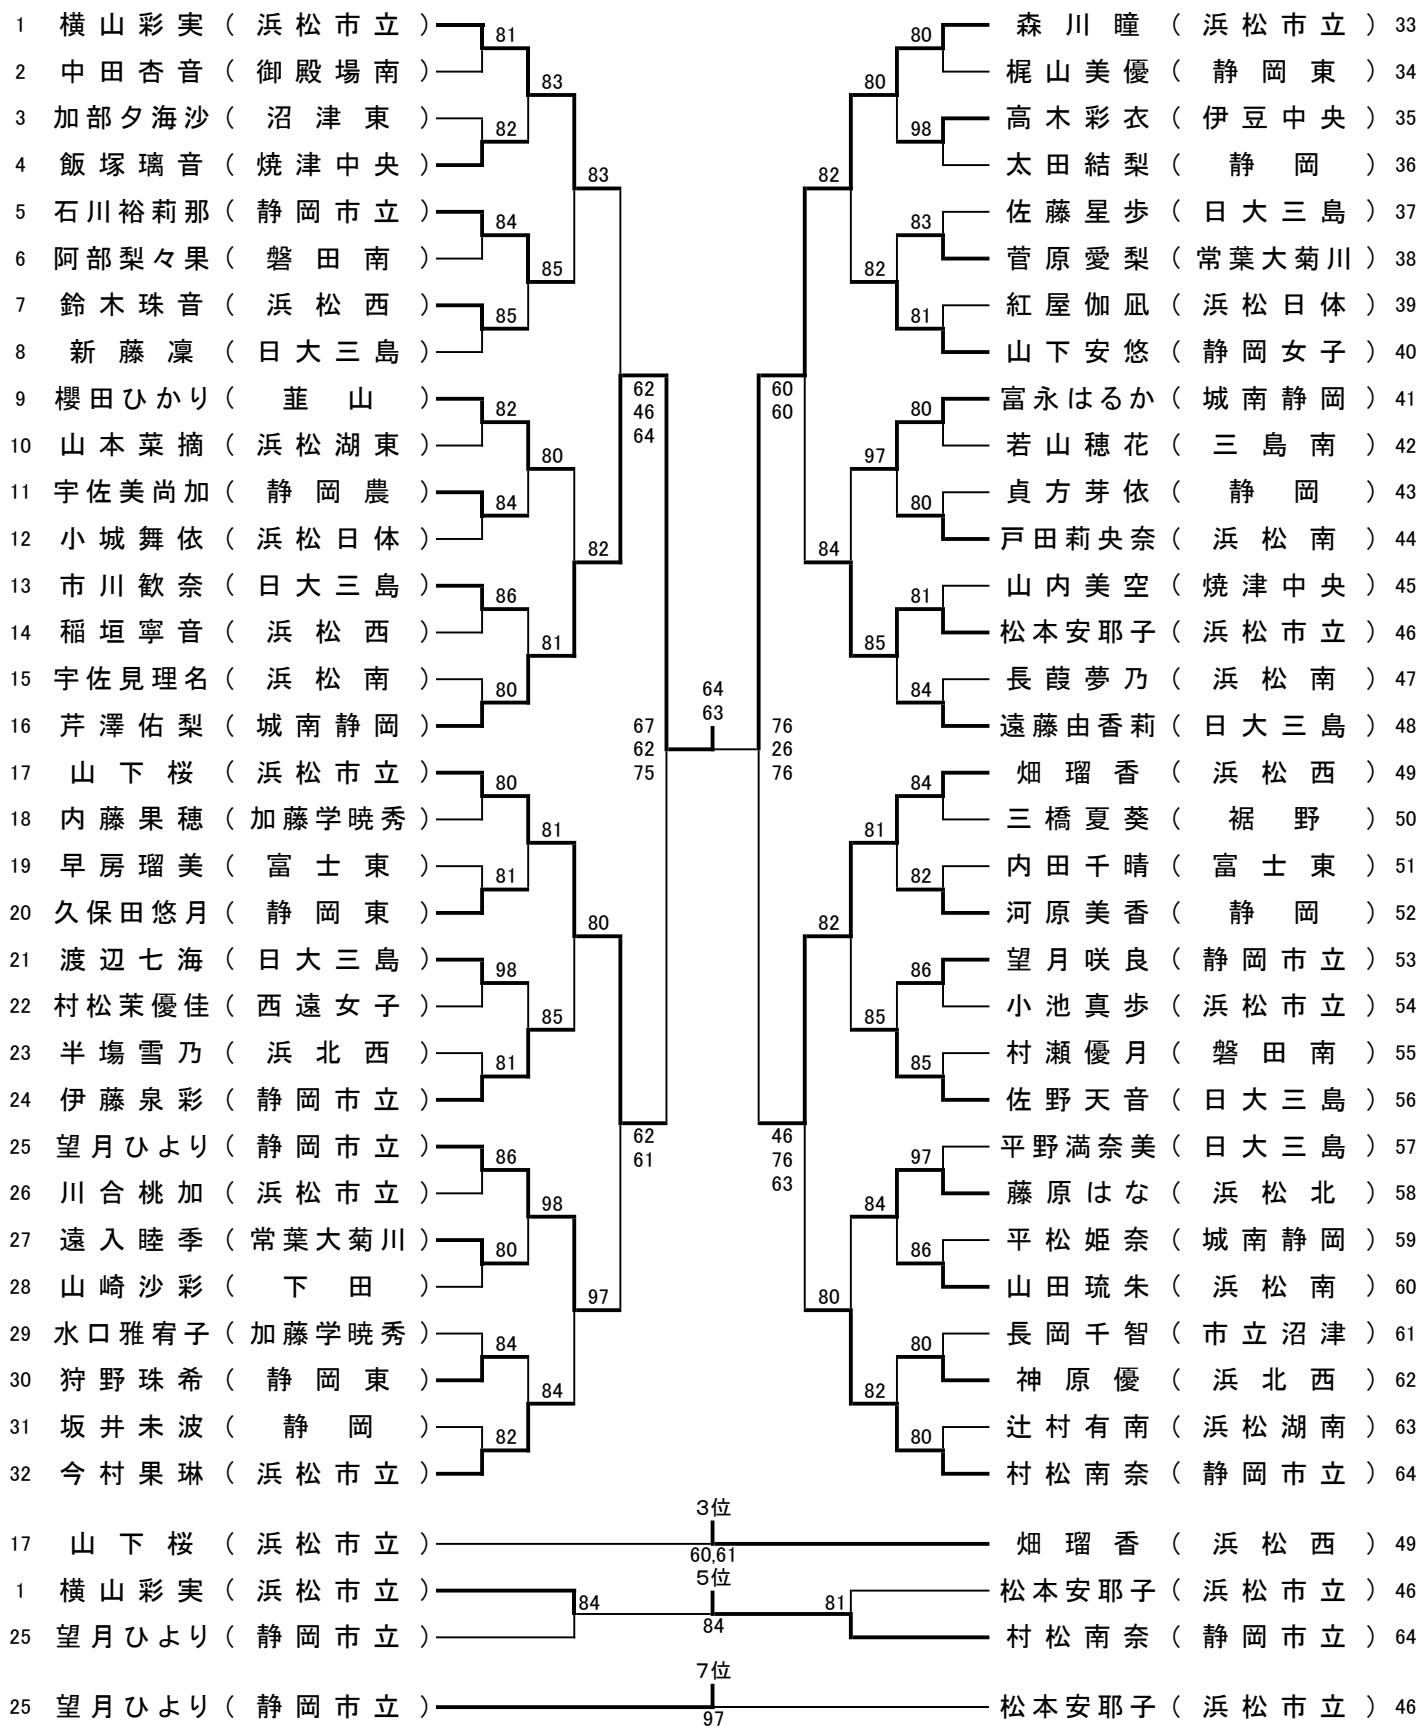 1 横山彩実 ( 浜松市立 ) 81 80 森川瞳 ( 浜松市立 ) 33
2 中田杏音 ( 御殿場南 ) 83 80 梶山美優 ( 静岡東 ) 34
3 加部夕海沙 ( 沼津東 ) 82 98 高木彩衣 ( 伊豆中央 ) 35
4 飯塚璃音 ( 焼津中央 ) 83 82 太田結梨 ( 静岡 ) 36
5 石川裕莉那 ( 静岡市立 ) 84 83 佐藤星歩 ( 日大三島 ) 37
6 阿部梨々果 ( 磐田南 ) 85 82 菅原愛梨 ( 常葉大菊川 ) 38
7 鈴木珠音 ( 浜松西 ) 85 81 紅屋伽凪 ( 浜松日体 ) 39
8 新藤凜 ( 日大三島 ) 山下安悠 ( 静岡女子 ) 40
62 60
9 櫻田ひかり ( 韮山 ) 82 46 60 80 富永はるか ( 城南静岡 ) 41
64
10 山本菜摘 ( 浜松湖東 ) 80 97 若山穂花 ( 三島南 ) 42
11 宇佐美尚加 ( 静岡農 ) 84 80 貞方芽依 ( 静岡 ) 43
12 小城舞依 ( 浜松日体 ) 82 84 戸田莉央奈 ( 浜松南 ) 44
13 市川歓奈 ( 日大三島 ) 86 81 山内美空 ( 焼津中央 ) 45
14 稲垣寧音 ( 浜松西 ) 81 85 松本安耶子 ( 浜松市立 ) 46
15 宇佐見理名 ( 浜松南 ) 80 64 84 長葭夢乃 ( 浜松南 ) 47
63
16 芹澤佑梨 ( 城南静岡 ) 67 76 遠藤由香莉 ( 日大三島 ) 48
62 26
17 山下桜 ( 浜松市立 ) 80 75 76 84 畑瑠香 ( 浜松西 ) 49
18 内藤果穂 ( 加藤学暁秀 ) 81 81 三橋夏葵 ( 裾野 ) 50
19 早房瑠美 ( 富士東 ) 81 82 内田千晴 ( 富士東 ) 51
20 久保田悠月 ( 静岡東 ) 80 82 河原美香 ( 静岡 ) 52
21 渡辺七海 ( 日大三島 ) 98 86 望月咲良 ( 静岡市立 ) 53
22 村松茉優佳 ( 西遠女子 ) 85 85 小池真歩 ( 浜松市立 ) 54
23 半塲雪乃 ( 浜北西 ) 81 85 村瀬優月 ( 磐田南 ) 55
24 伊藤泉彩 ( 静岡市立 ) 佐野天音 ( 日大三島 ) 56
62 46
25 望月ひより ( 静岡市立 ) 86 61 76 97 平野満奈美 ( 日大三島 ) 57
63
26 川合桃加 ( 浜松市立 ) 98 84 藤原はな ( 浜松北 ) 58
27 遠入睦季 ( 常葉大菊川 ) 80 86 平松姫奈 ( 城南静岡 ) 59
28 山崎沙彩 ( 下田 ) 97 80 山田琉朱 ( 浜松南 ) 60
29 水口雅宥子 ( 加藤学暁秀 ) 84 80 長岡千智 ( 市立沼津 ) 61
30 狩野珠希 ( 静岡東 ) 84 82 神原優 ( 浜北西 ) 62
31 坂井未波 ( 静岡 ) 82 80 辻村有南 ( 浜松湖南 ) 63
32 今村果琳 ( 浜松市立 ) 村松南奈 ( 静岡市立 ) 64
3位
17 山下桜 ( 浜松市立 ) 60,61 畑瑠香 ( 浜松西 ) 49
5位
1 横山彩実 ( 浜松市立 ) 84 81 松本安耶子 ( 浜松市立 ) 46
84
25 望月ひより ( 静岡市立 ) 村松南奈 ( 静岡市立 ) 64
7位
25 望月ひより ( 静岡市立 ) 97 松本安耶子 ( 浜松市立 ) 46